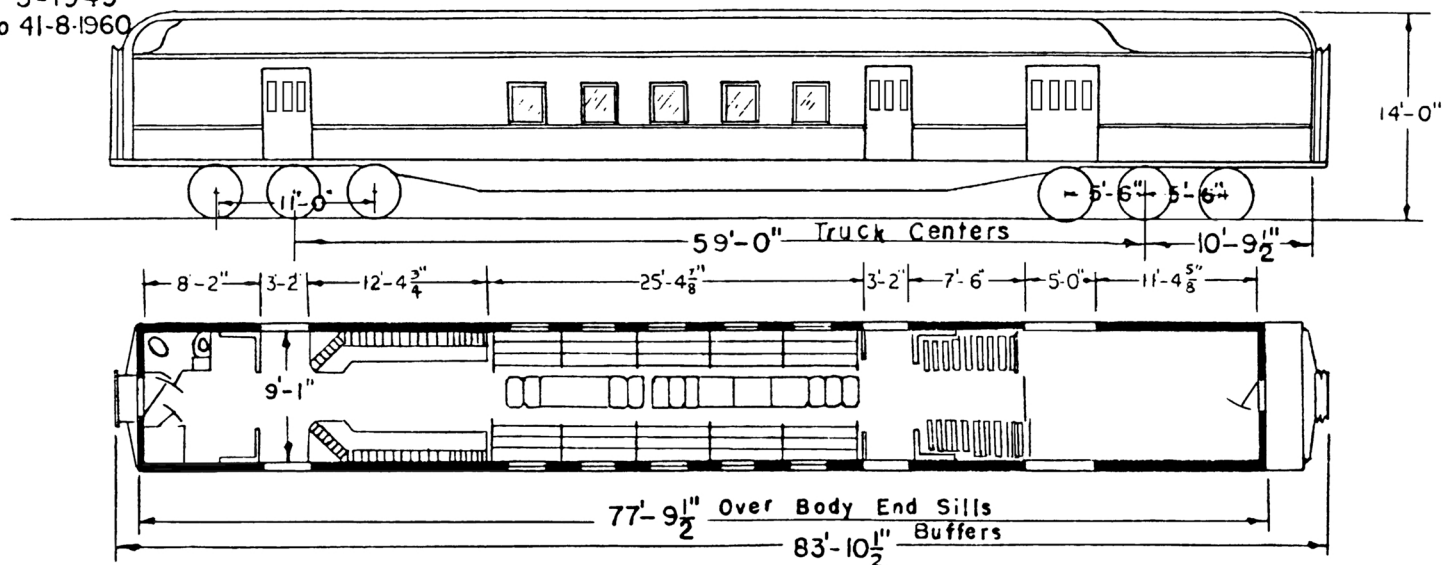 3-1949
o 41-8-1960
14'-0"
11'-0"
5'-6" 5'-6"
59'-0" Truck Centers 10'-9 1/2"
8'-2" 3'-2" 12'-4 3/4" 25'-4 7/8" 3'-2" 7'-6" 5'-0" 11'-4 5/8"
9'-1"
77'-9 1/2" Over Body End Sills
83'-10 1/2" Buffers